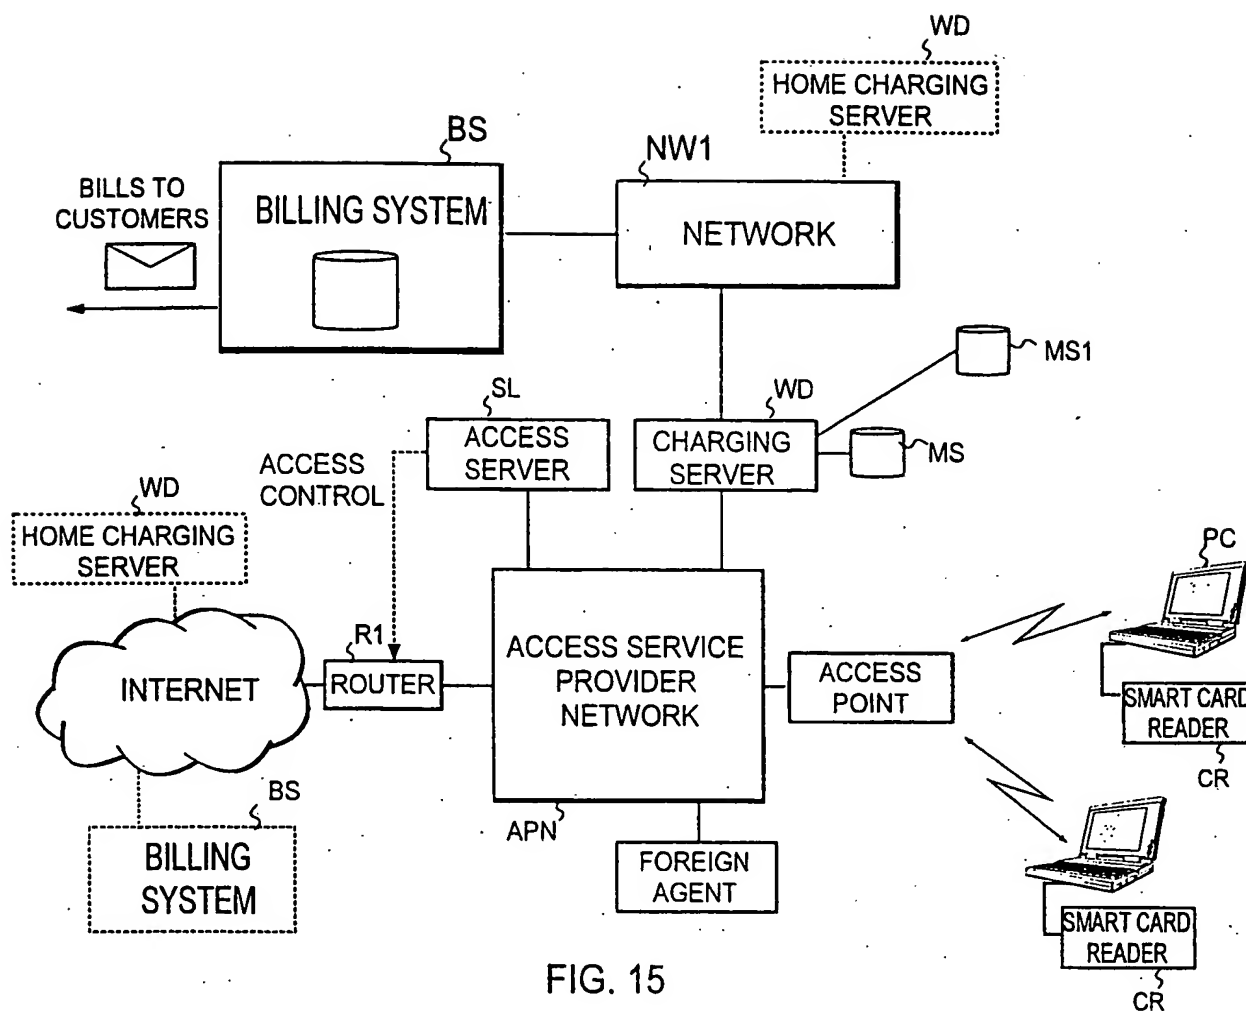 WD
HOME CHARGING
SERVER
BS
NW1
BILLS TO
CUSTOMERS
BILLING SYSTEM
NETWORK
MS1
SL
WD
ACCESS
SERVER
CHARGING
SERVER
MS
ACCESS
CONTROL
WD
HOME CHARGING
SERVER
PC
R1
ROUTER
INTERNET
ACCESS SERVICE
PROVIDER
NETWORK
ACCESS
POINT
SMART CARD
READER
CR
BS
APN
BILLING
SYSTEM
FOREIGN
AGENT
SMART CARD
READER
CR
FIG. 15